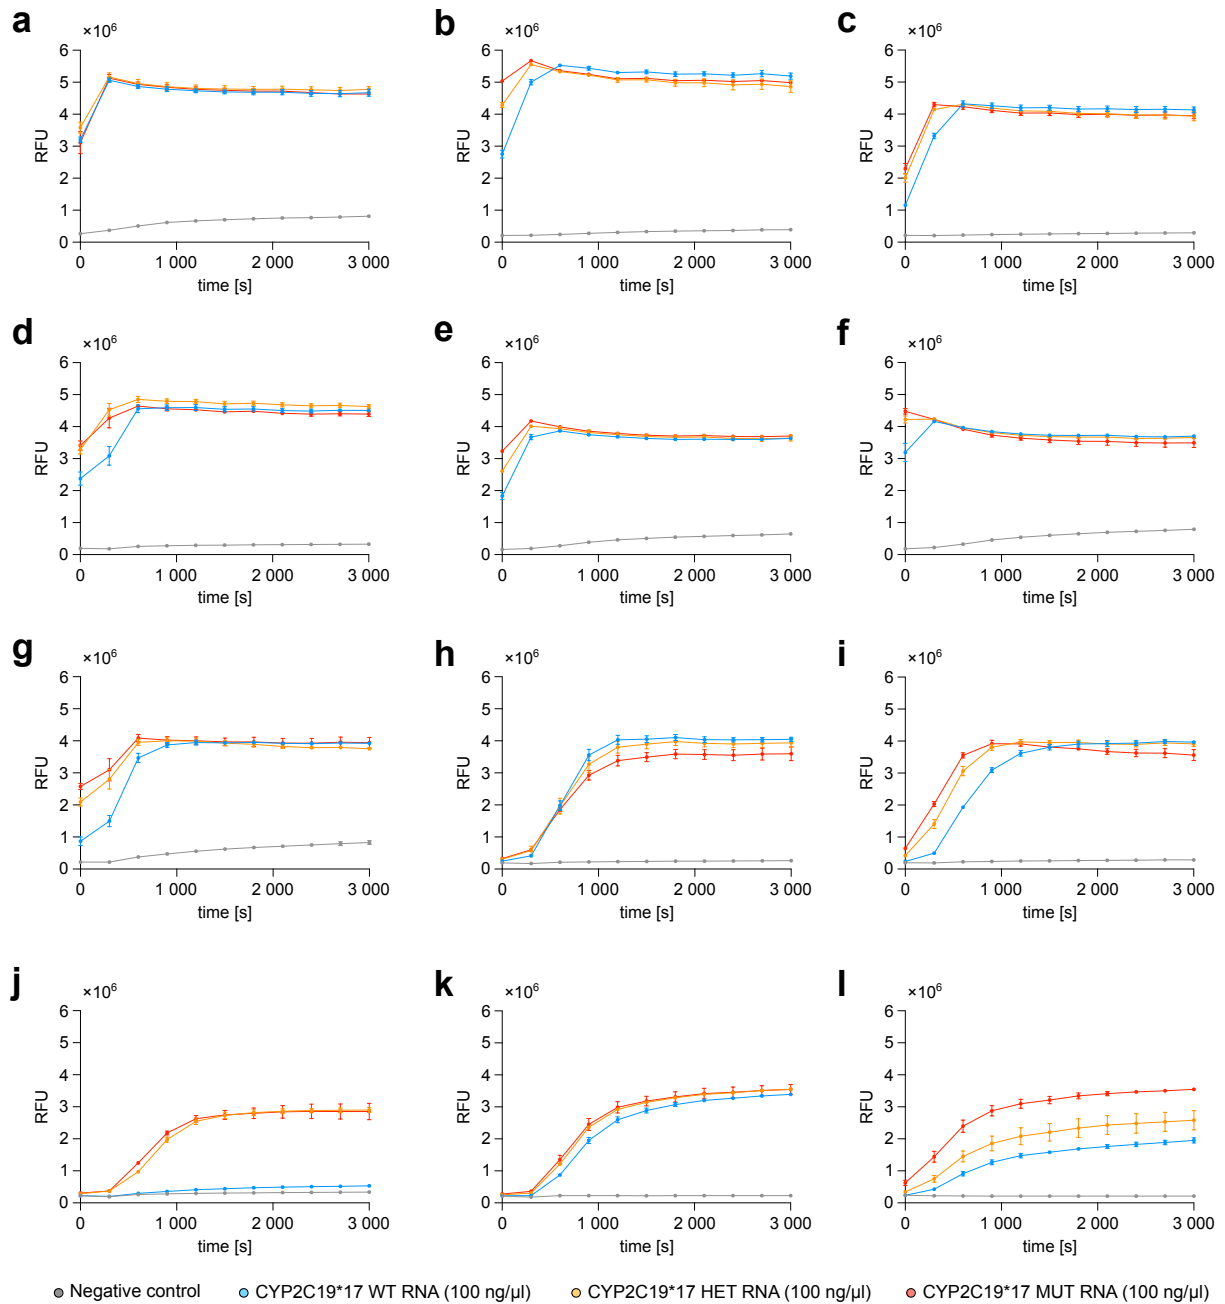 a b c
×10⁶ ×10⁶ ×10⁶
6 6 6
5 5 5
4 4 4
RFU RFU RFU
3 3 3
2 2 2
1 1 1
0 0 0
0 1 000 2 000 3 000 0 1 000 2 000 3 000 0 1 000 2 000 3 000
time [s] time [s] time [s]
d e f
×10⁶ ×10⁶ ×10⁶
6 6 6
5 5 5
4 4 4
RFU RFU RFU
3 3 3
2 2 2
1 1 1
0 0 0
0 1 000 2 000 3 000 0 1 000 2 000 3 000 0 1 000 2 000 3 000
time [s] time [s] time [s]
g h i
×10⁶ ×10⁶ ×10⁶
6 6 6
5 5 5
4 4 4
RFU RFU RFU
3 3 3
2 2 2
1 1 1
0 0 0
0 1 000 2 000 3 000 0 1 000 2 000 3 000 0 1 000 2 000 3 000
time [s] time [s] time [s]
j k l
×10⁶ ×10⁶ ×10⁶
6 6 6
5 5 5
4 4 4
RFU RFU RFU
3 3 3
2 2 2
1 1 1
0 0 0
0 1 000 2 000 3 000 0 1 000 2 000 3 000 0 1 000 2 000 3 000
time [s] time [s] time [s]
Negative control CYP2C19*17 WT RNA (100 ng/µl) CYP2C19*17 HET RNA (100 ng/µl) CYP2C19*17 MUT RNA (100 ng/µl)